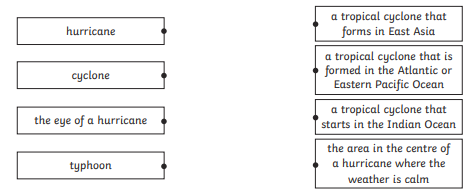 hurricane
cyclone
the eye of a hurricane
typhoon
a tropical cyclone that
forms in East Asia
a tropical cyclone that is
formed in the Atlantic or
Eastern Pacific Ocean
a tropical cyclone that
starts in the Indian Ocean
the area in the centre of
a hurricane where the
weather is calm